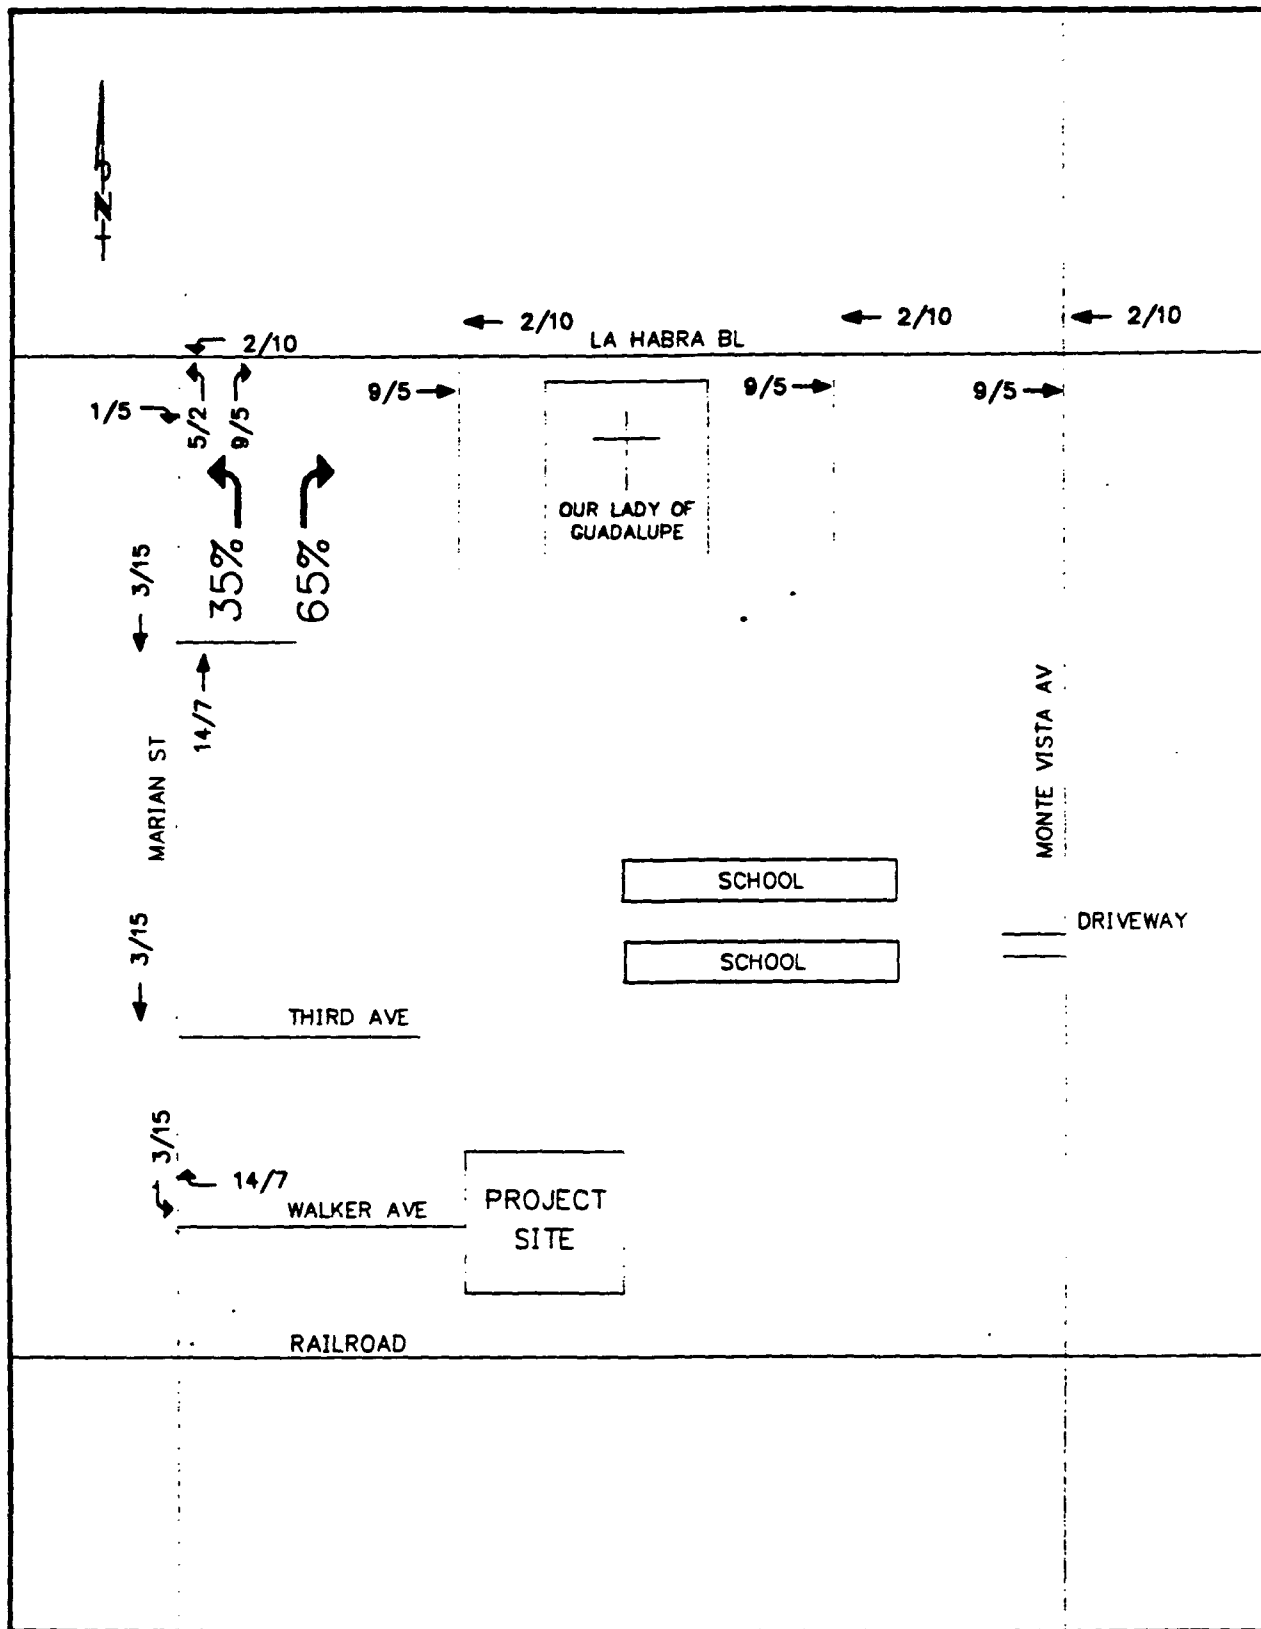 N
2/10
2/10
2/10
2/10
LA HABRA BL
9/5
9/5
9/5
1/5
5/2
9/5
OUR LADY OF
GUADALUPE
35%
65%
3/15
14/7
MARIAN ST
MONTE VISTA AV
SCHOOL
3/15
DRIVEWAY
SCHOOL
THIRD AVE
3/15
14/7
WALKER AVE
PROJECT
SITE
RAILROAD